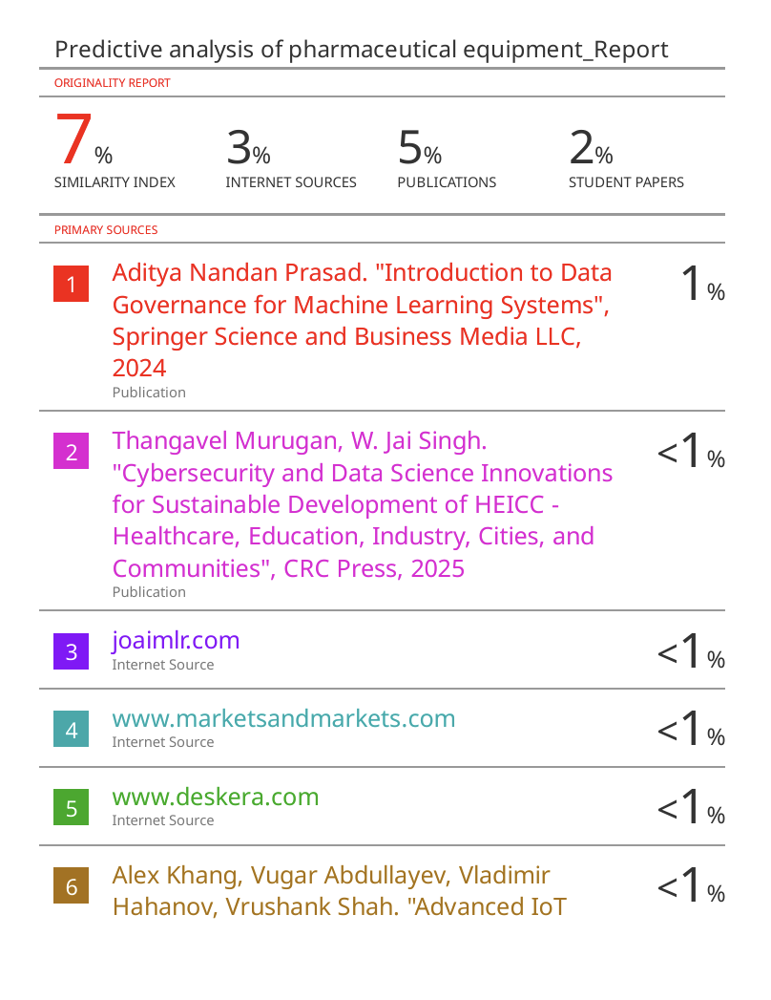 Predictive analysis of pharmaceutical equipment_Report
ORIGINALITY REPORT
7% 3% 5% 2%
SIMILARITY INDEX INTERNET SOURCES PUBLICATIONS STUDENT PAPERS
PRIMARY SOURCES
1 Aditya Nandan Prasad. "Introduction to Data 1%
Governance for Machine Learning Systems",
Springer Science and Business Media LLC,
2024
Publication
2 Thangavel Murugan, W. Jai Singh. <1%
"Cybersecurity and Data Science Innovations
for Sustainable Development of HEICC -
Healthcare, Education, Industry, Cities, and
Communities", CRC Press, 2025
Publication
3 joaimlr.com <1%
Internet Source
4 www.marketsandmarkets.com <1%
Internet Source
5 www.deskera.com <1%
Internet Source
6 Alex Khang, Vugar Abdullayev, Vladimir <1%
Hahanov, Vrushank Shah. "Advanced IoT